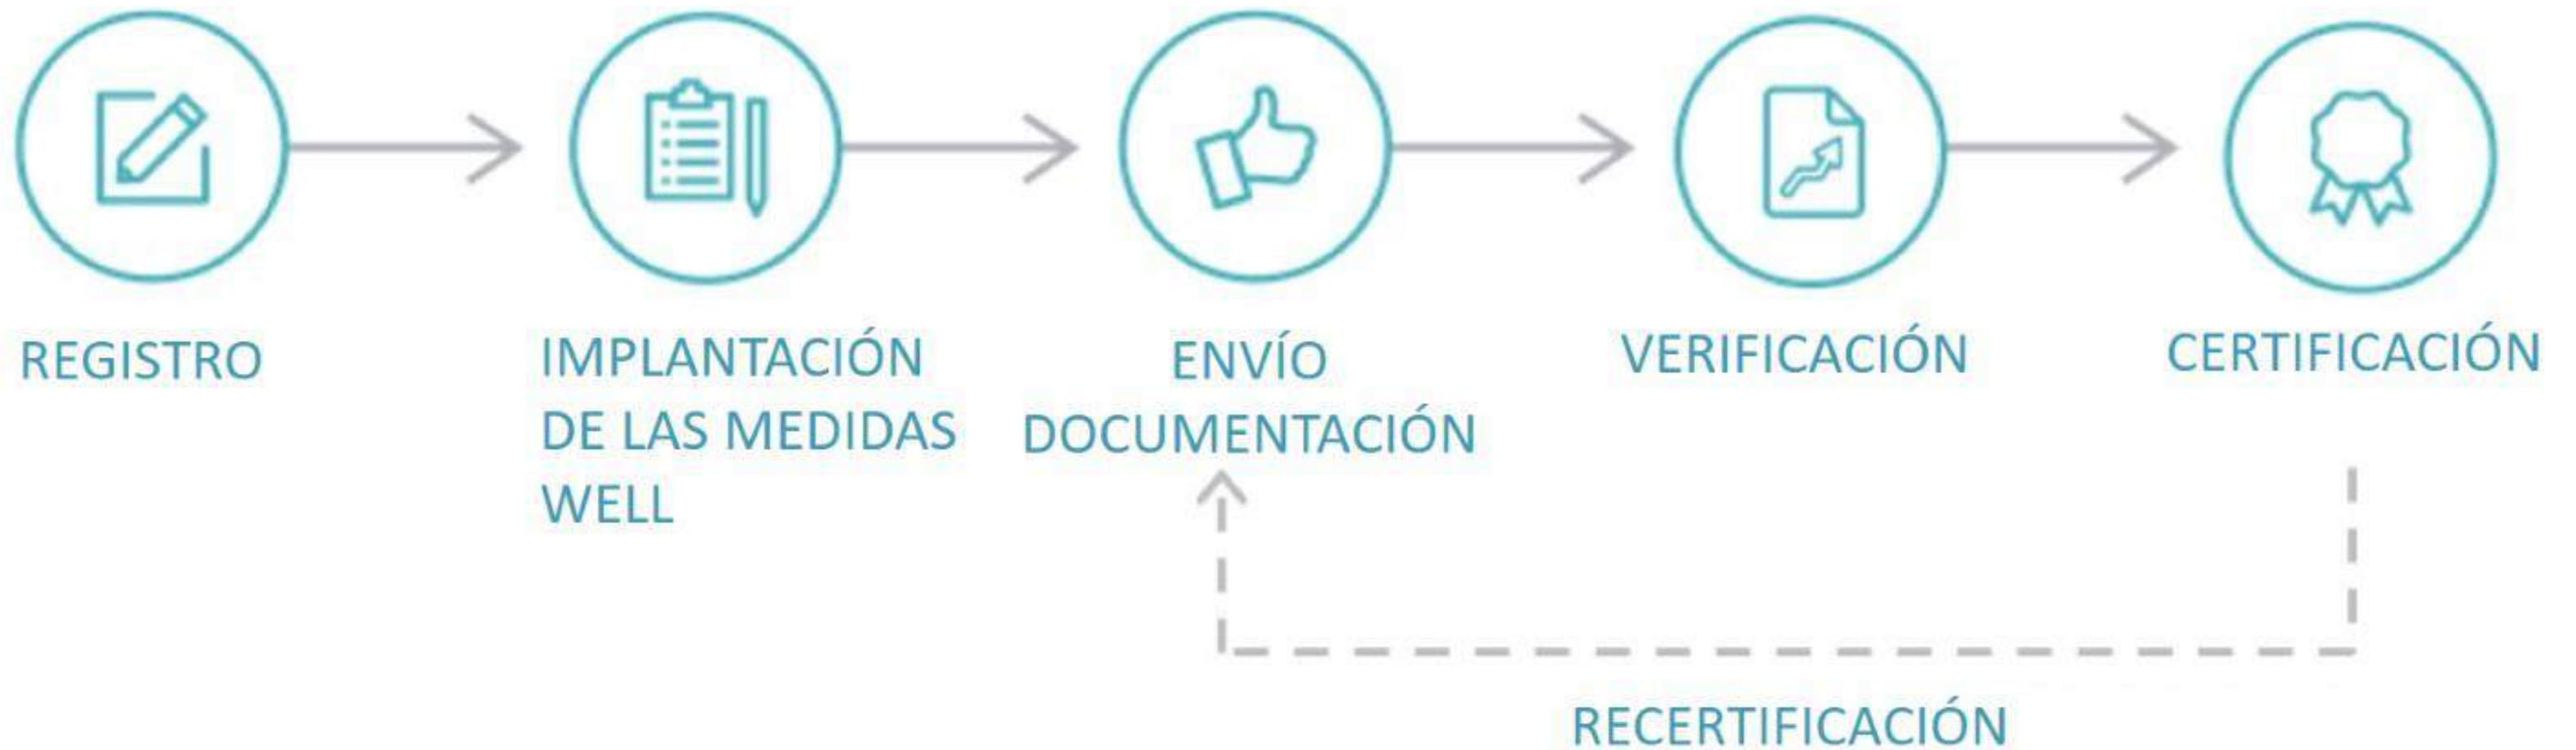 REGISTRO
IMPLANTACIÓN
DE LAS MEDIDAS
WELL
ENVÍO
DOCUMENTACIÓN
VERIFICACIÓN
CERTIFICACIÓN
RECERTIFICACIÓN